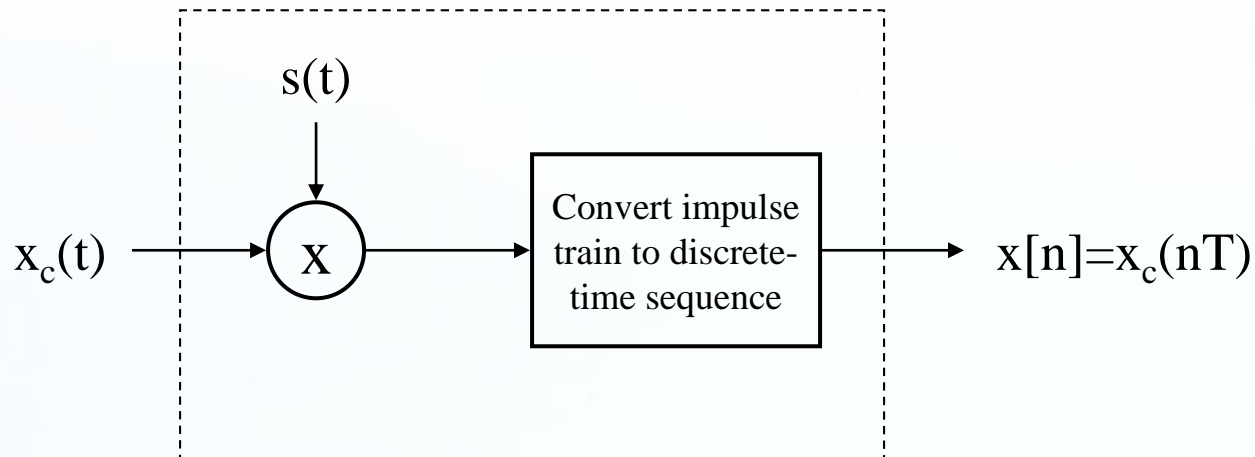 s(t)
x_c(t)
x
Convert impulse
train to discrete-
time sequence
x[n]=x_c(nT)